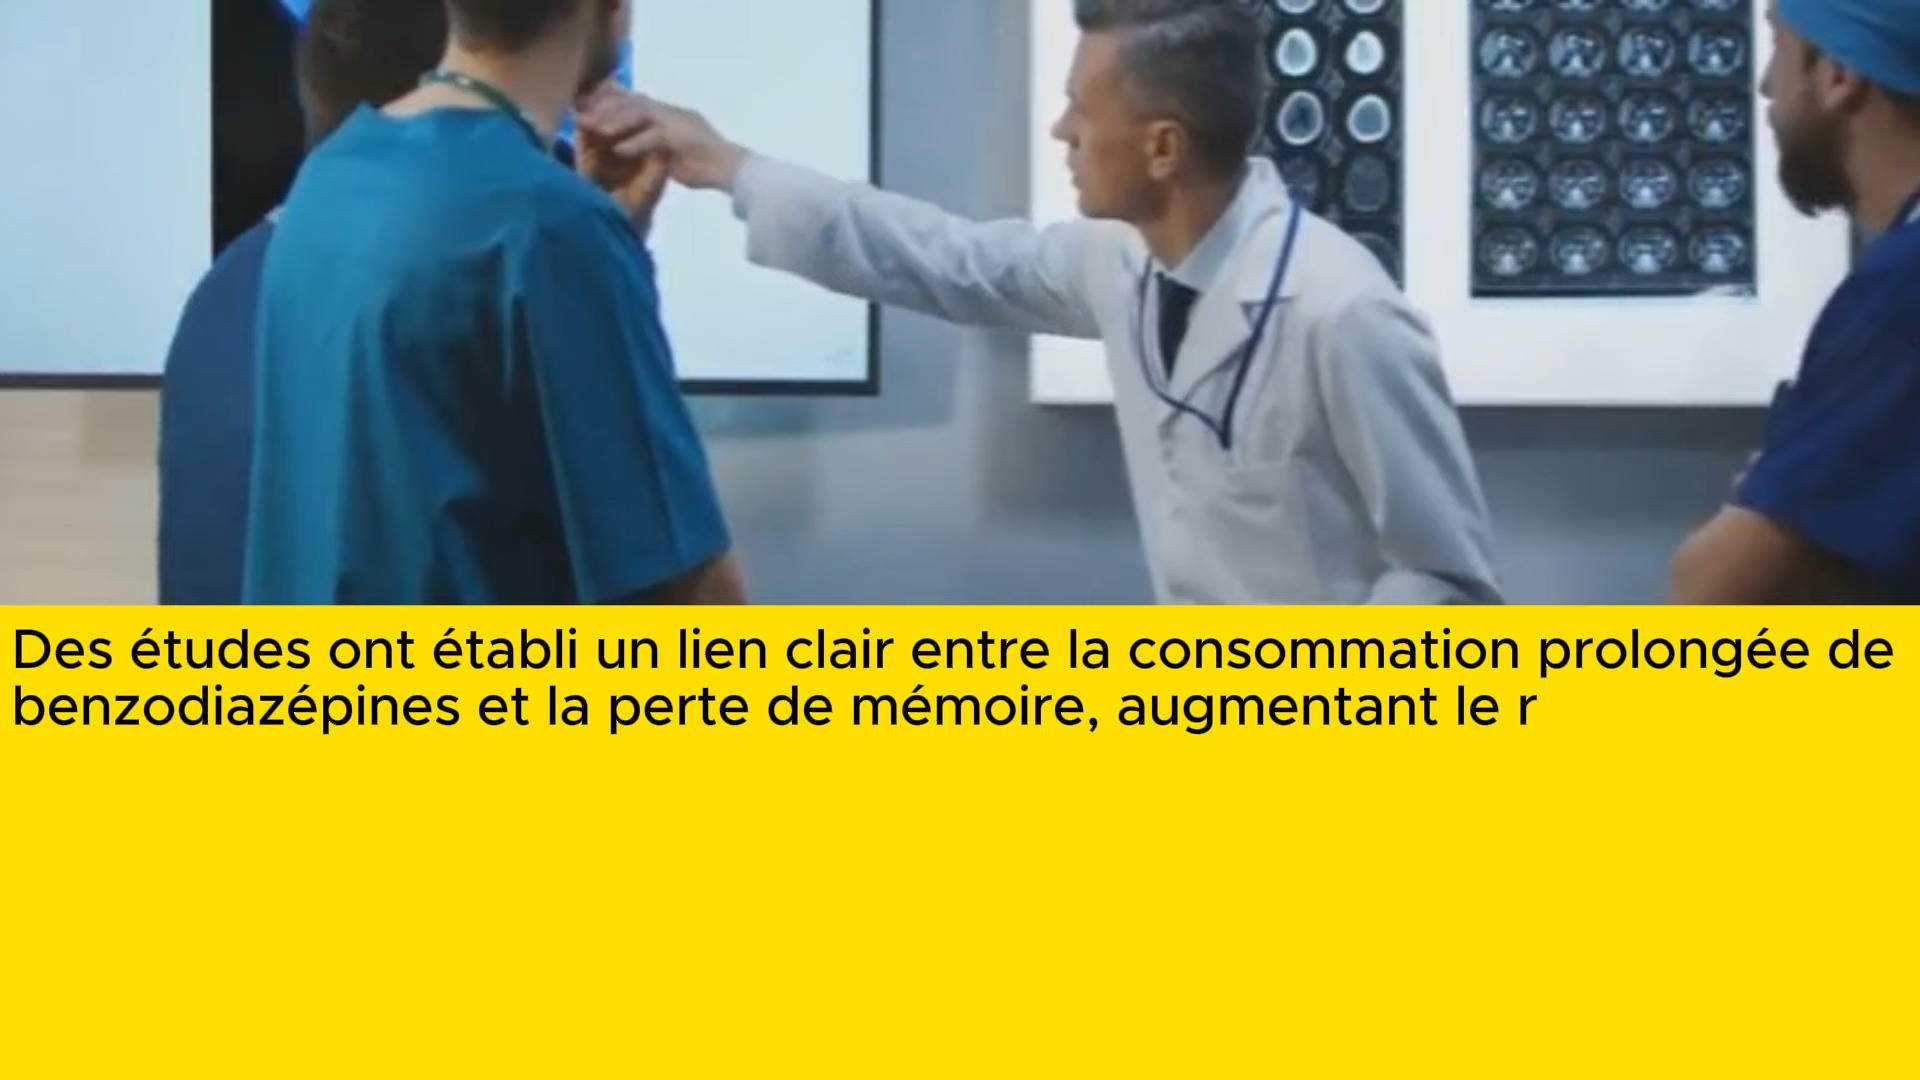 Des études ont établi un lien clair entre la consommation prolongée de
benzodiazépines et la perte de mémoire, augmentant le r